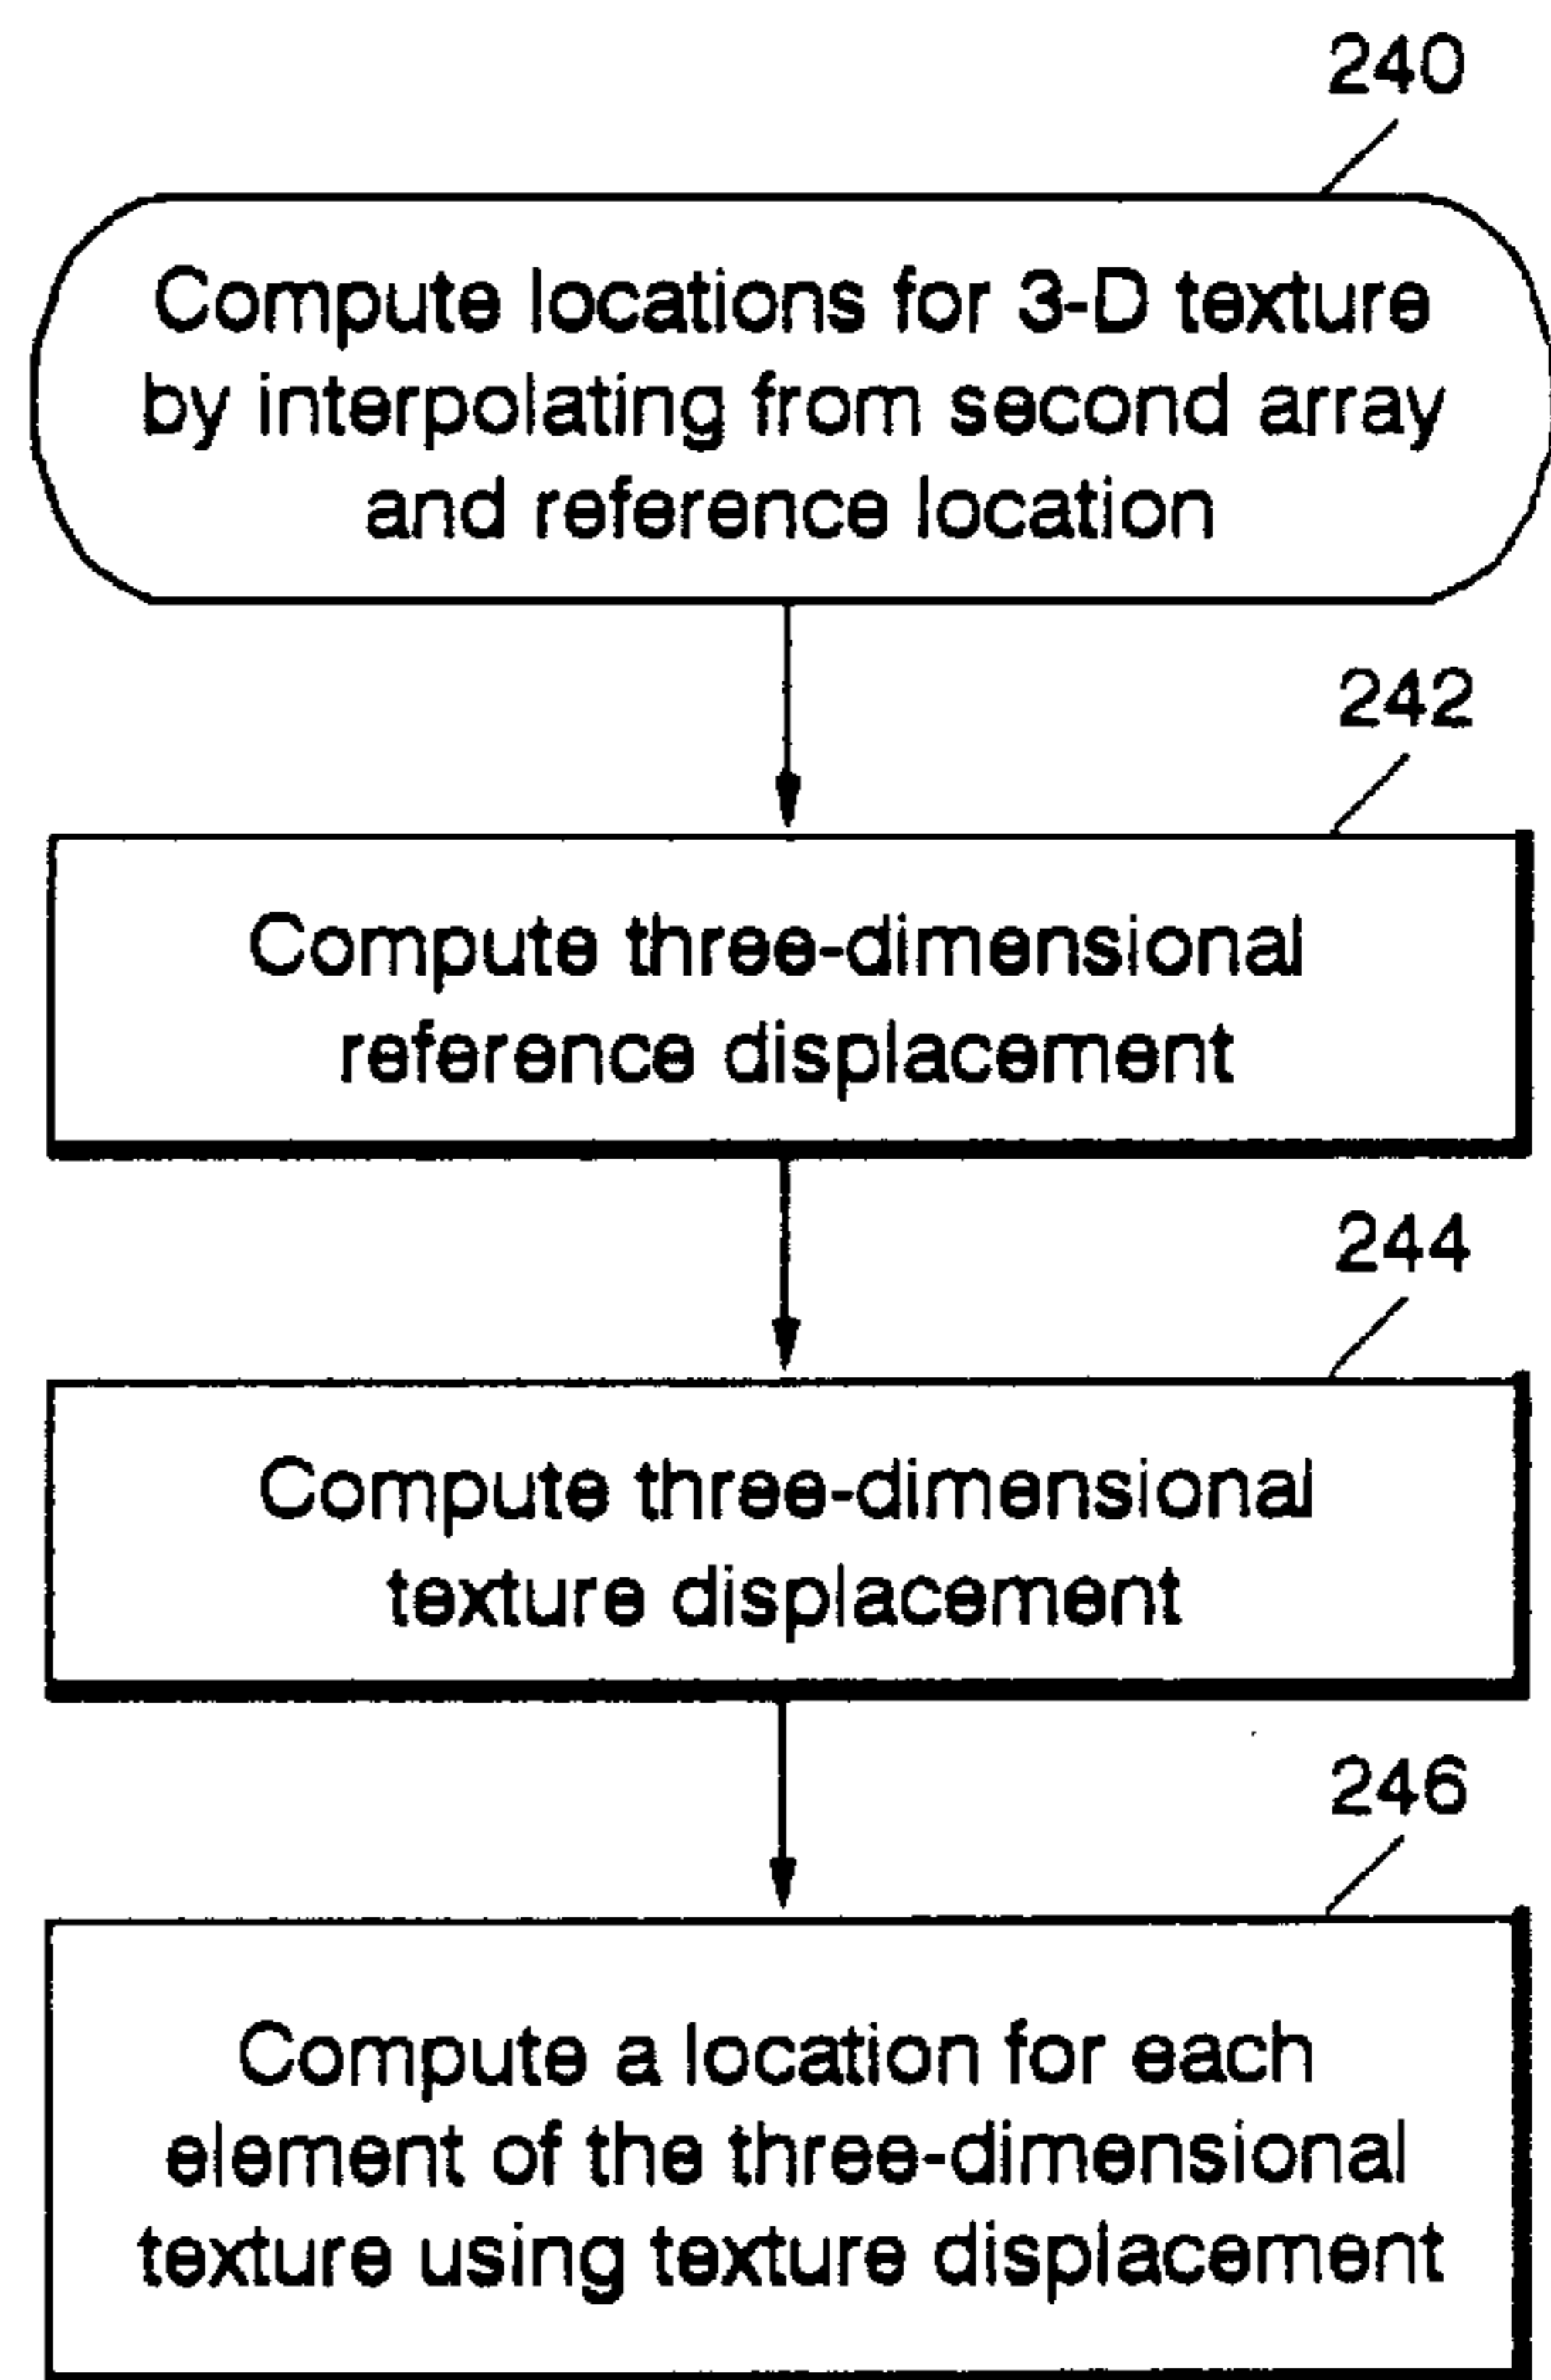 240
Compute locations for 3-D texture
by interpolating from second array
and reference location
242
Compute three-dimensional
reference displacement
244
Compute three-dimensional
texture displacement
246
Compute a location for each
element of the three-dimensional
texture using texture displacement